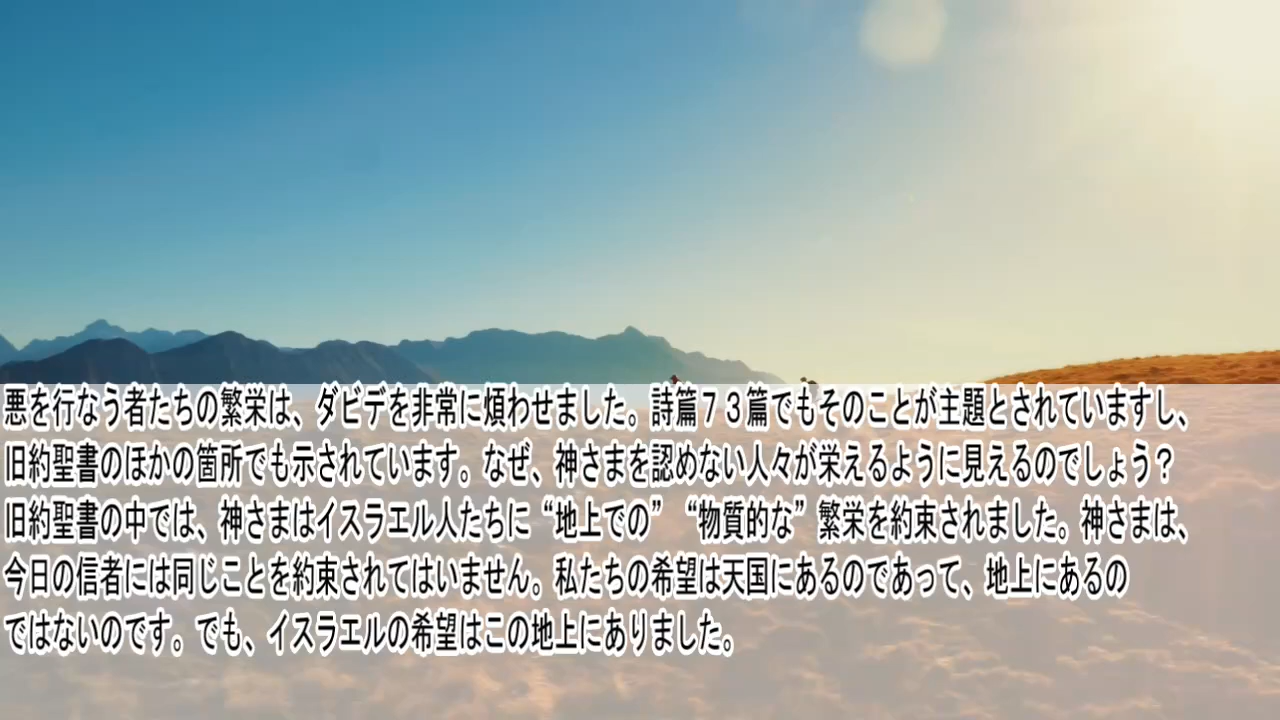 悪を行なう者たちの繁栄は、ダビデを非常に煩わせました。詩篇７３篇でもそのことが主題とされていますし、
旧約聖書のほかの箇所でも示されています。なぜ、神さまを認めない人々が栄えるように見えるのでしょう？
旧約聖書の中では、神さまはイスラエル人たちに“地上での”“物質的な”繁栄を約束されました。神さまは、
今日の信者には同じことを約束されてはいません。私たちの希望は天国にあるのであって、地上にあるの
ではないのです。でも、イスラエルの希望はこの地上にありました。